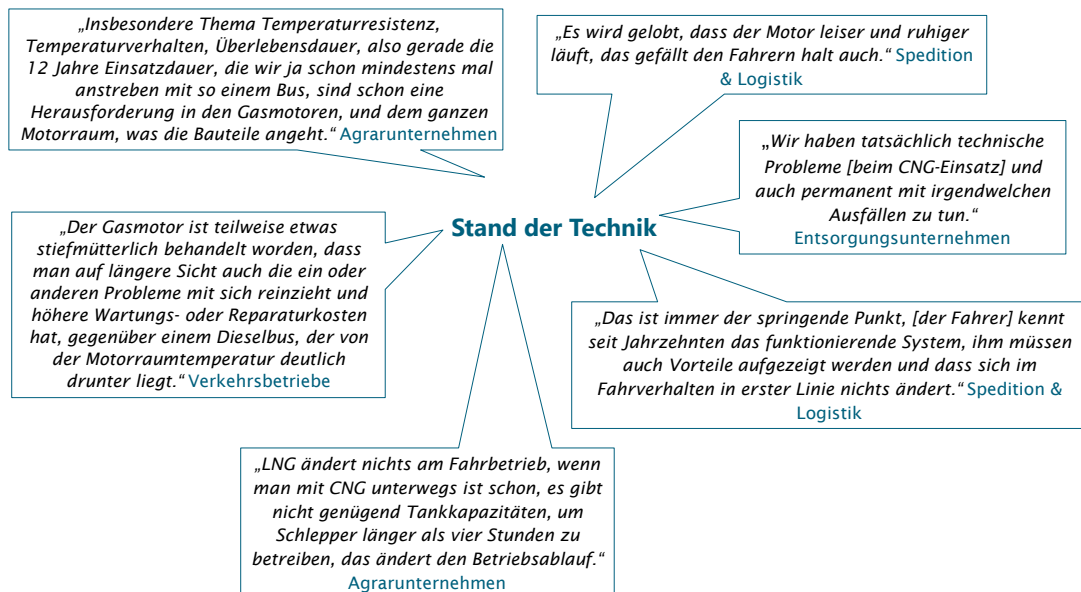 „Insbesondere Thema Temperaturresistenz,
Temperaturverhalten, Überlebensdauer, also gerade die
12 Jahre Einsatzdauer, die wir ja schon mindestens mal
anstreben mit so einem Bus, sind schon eine
Herausforderung in den Gasmotoren, und dem ganzen
Motorraum, was die Bauteile angeht.“ Agrarunternehmen
„Es wird gelobt, dass der Motor leiser und ruhiger
läuft, das gefällt den Fahrern halt auch.“ Spedition
& Logistik
„Wir haben tatsächlich technische
Probleme [beim CNG-Einsatz] und
auch permanent mit irgendwelchen
Ausfällen zu tun.“
Entsorgungsunternehmen
Stand der Technik
„Der Gasmotor ist teilweise etwas
stiefmütterlich behandelt worden, dass
man auf längere Sicht auch die ein oder
anderen Probleme mit sich reinzieht und
höhere Wartungs- oder Reparaturkosten
hat, gegenüber einem Dieselbus, der von
der Motorraumtemperatur deutlich
drunter liegt.“ Verkehrsbetriebe
„Das ist immer der springende Punkt, [der Fahrer] kennt
seit Jahrzehnten das funktionierende System, ihm müssen
auch Vorteile aufgezeigt werden und dass sich im
Fahrverhalten in erster Linie nichts ändert.“ Spedition &
Logistik
„LNG ändert nichts am Fahrbetrieb, wenn
man mit CNG unterwegs ist schon, es gibt
nicht genügend Tankkapazitäten, um
Schlepper länger als vier Stunden zu
betreiben, das ändert den Betriebsablauf.“
Agrarunternehmen